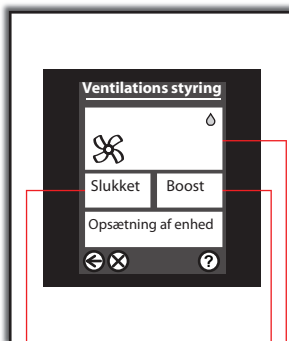 Ventilations styring
Slukket
Boost
Opsætning af enhed
?